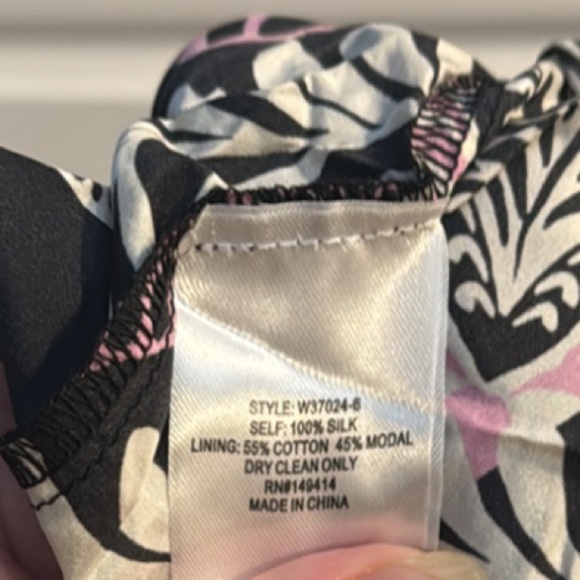 STYLE: W37024-6
SELF: 100% SILK
LINING: 55% COTTON 45% MODAL
DRY CLEAN ONLY
RN#149414
MADE IN CHINA